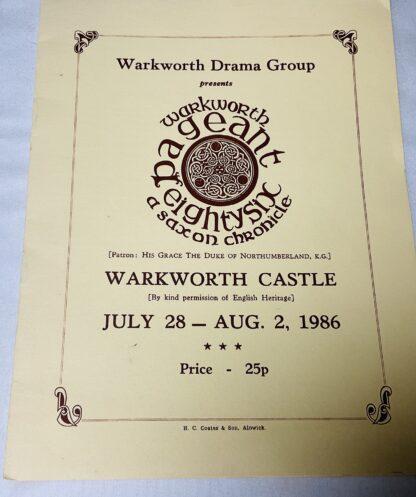 Warkworth Drama Group
presents
warkworth
pageant
eightysix
a saxon chronicle
[Patron: HIS GRACE THE DUKE OF NORTHUMBERLAND, K.G.]
WARKWORTH CASTLE
[By kind permission of English Heritage]
JULY 28 — AUG. 2, 1986
★ ★ ★
Price - 25p
H. C. Coates & Son, Alnwick.